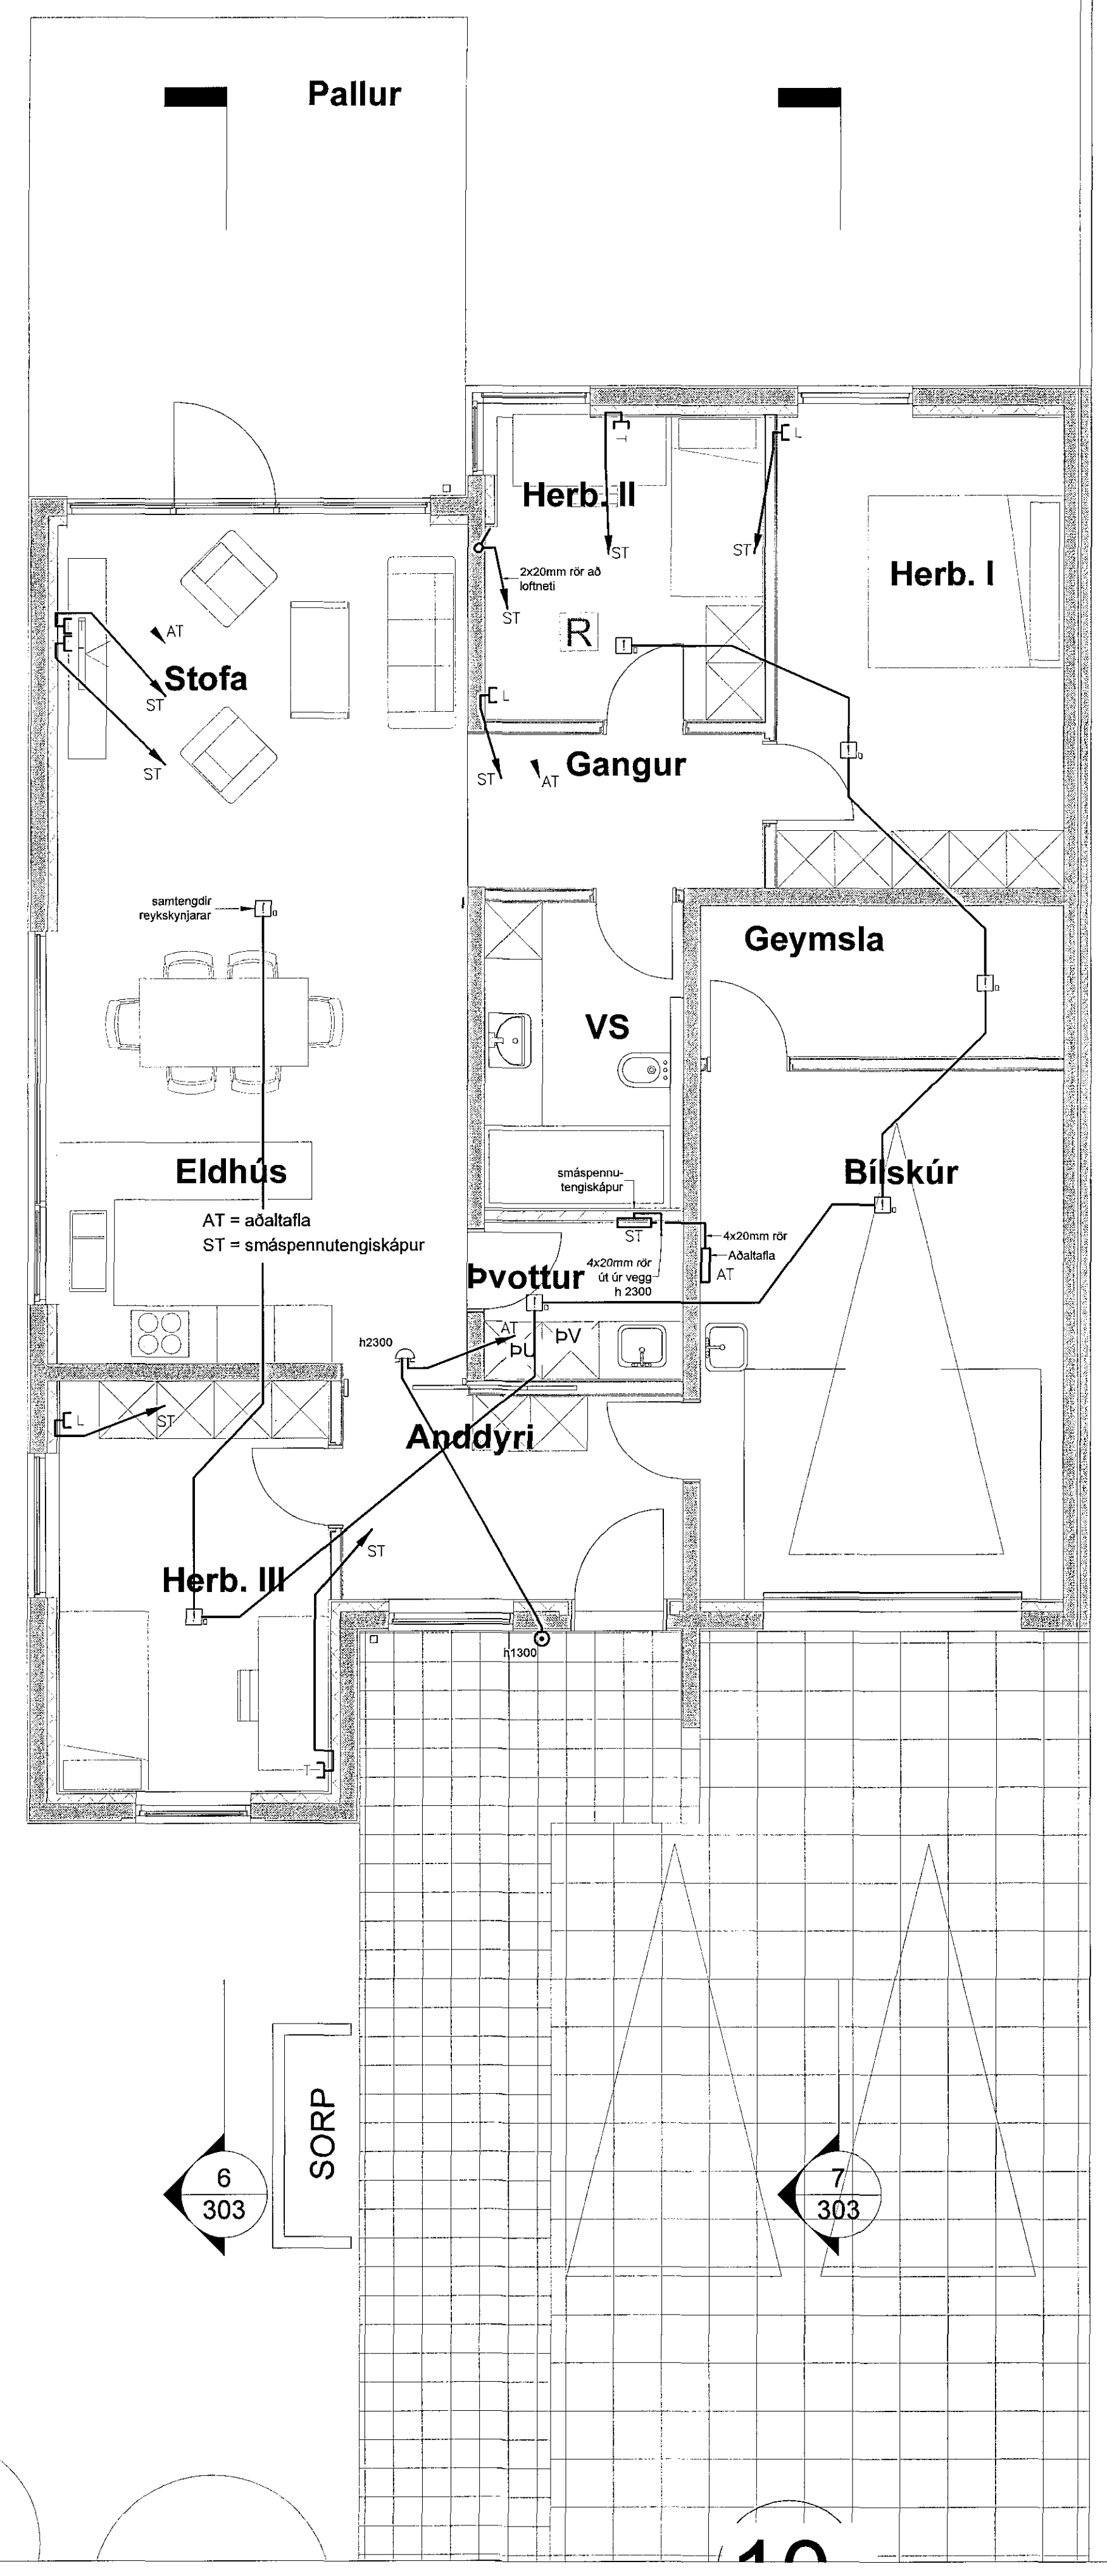 Pallur
Herb. II
T
L
ST
ST
2x20mm rör að
loftneti
ST
Herb. I
R
AT
Stofa
ST
ST
L
ST
AT
Gangur
samtengdir
reykskynjarar
Geymsla
VS
Eldhús
AT = aðaltafla
ST = smáspennutengiskápur
smáspennu-
tengiskápur
ST
4x20mm rör
út úr vegg
h 2300
Bílskúr
4x20mm rör
Aðaltafla
AT
Þvottur
AT
ÞU
ÞV
h2300
L
ST
Anddyri
ST
Herb. III
h1300
T
SORP
6
303
7
303